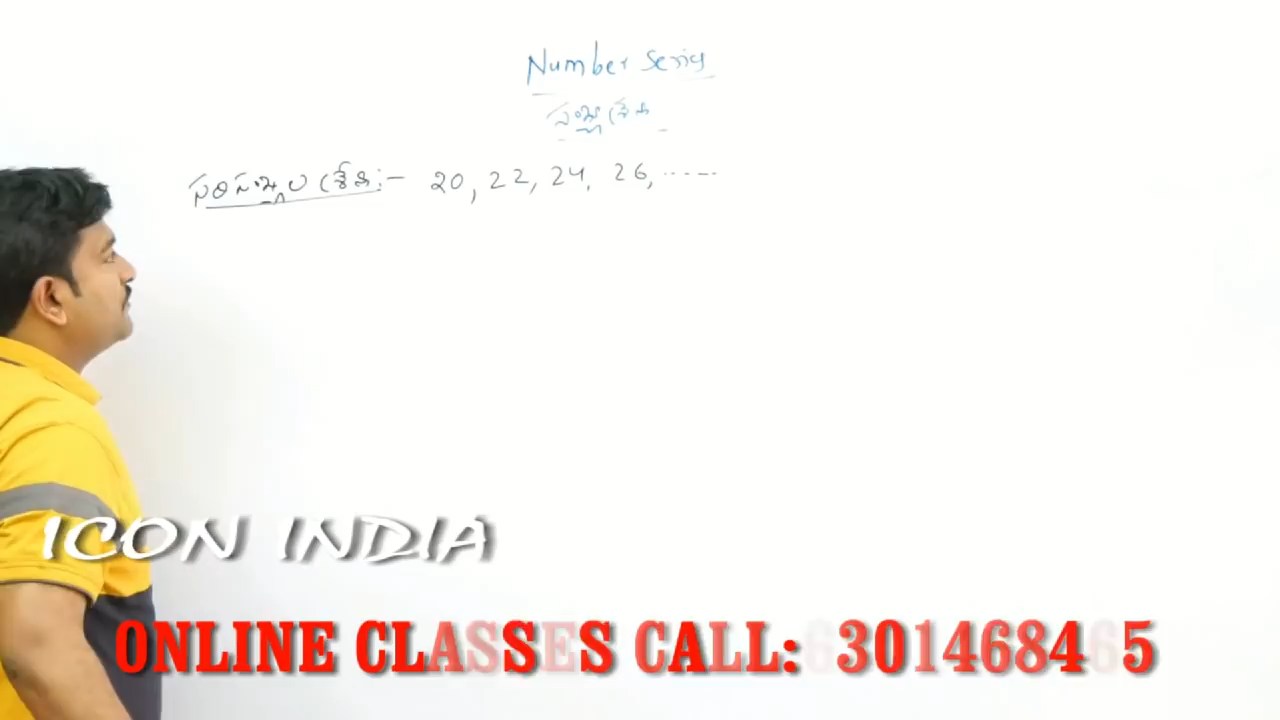 Number Series
సంఖ్యా శ్రేణి
సరి సంఖ్యల శ్రేణి :- 20, 22, 24, 26, ......
ICON INDIA
ONLINE CLASSES CALL: